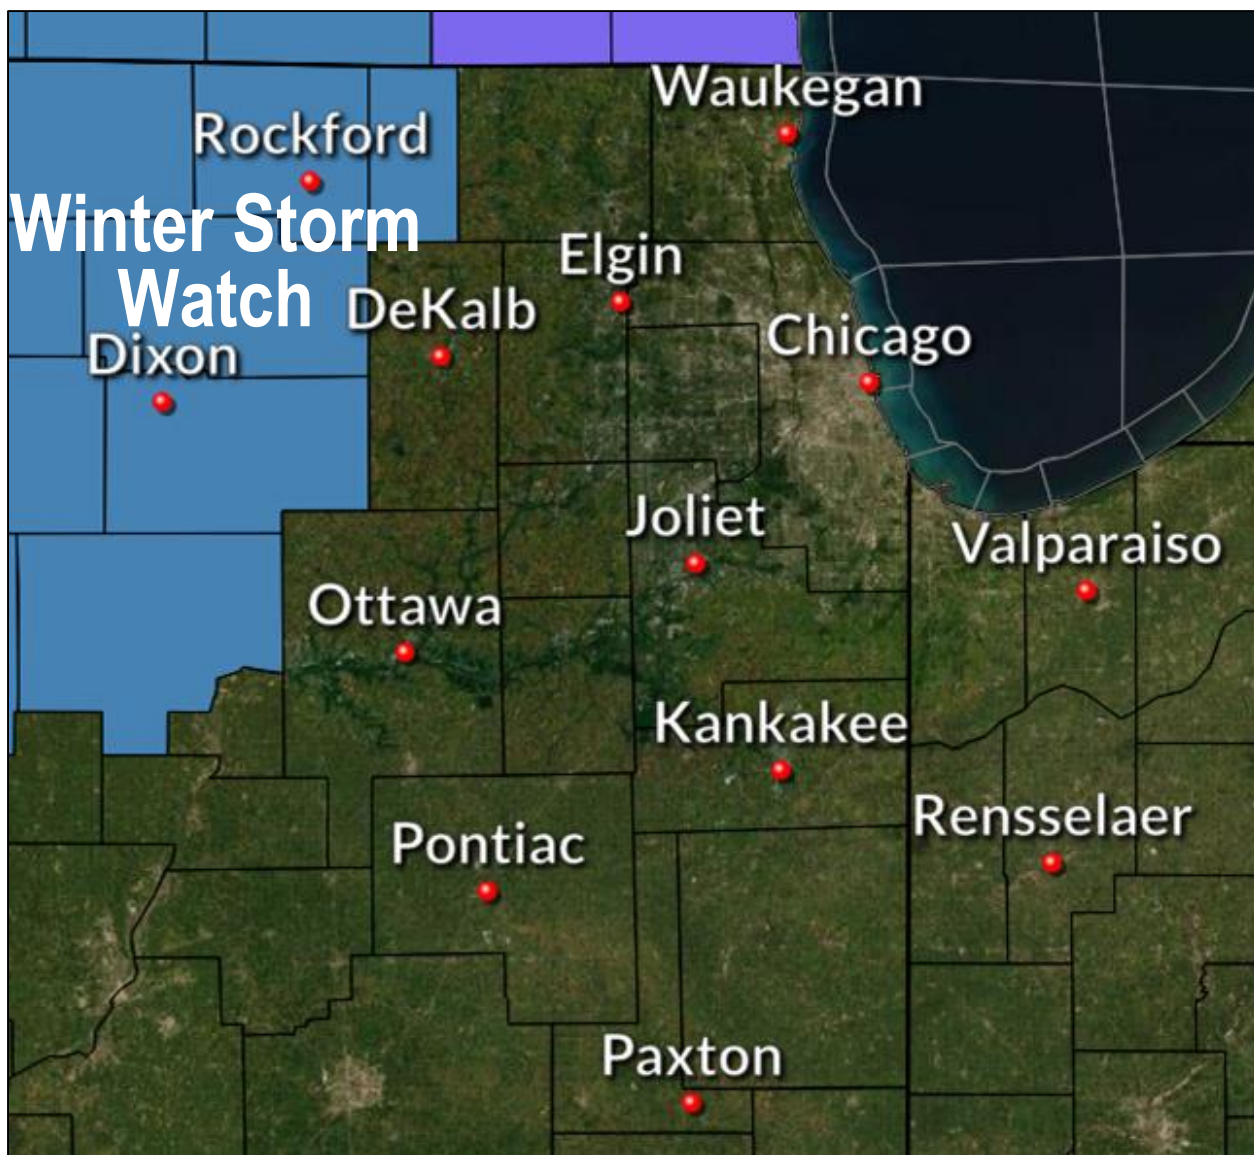 Waukegan
Rockford
Winter Storm
Watch
Elgin
DeKalb
Chicago
Dixon
Joliet
Valparaiso
Ottawa
Kankakee
Rensselaer
Pontiac
Paxton